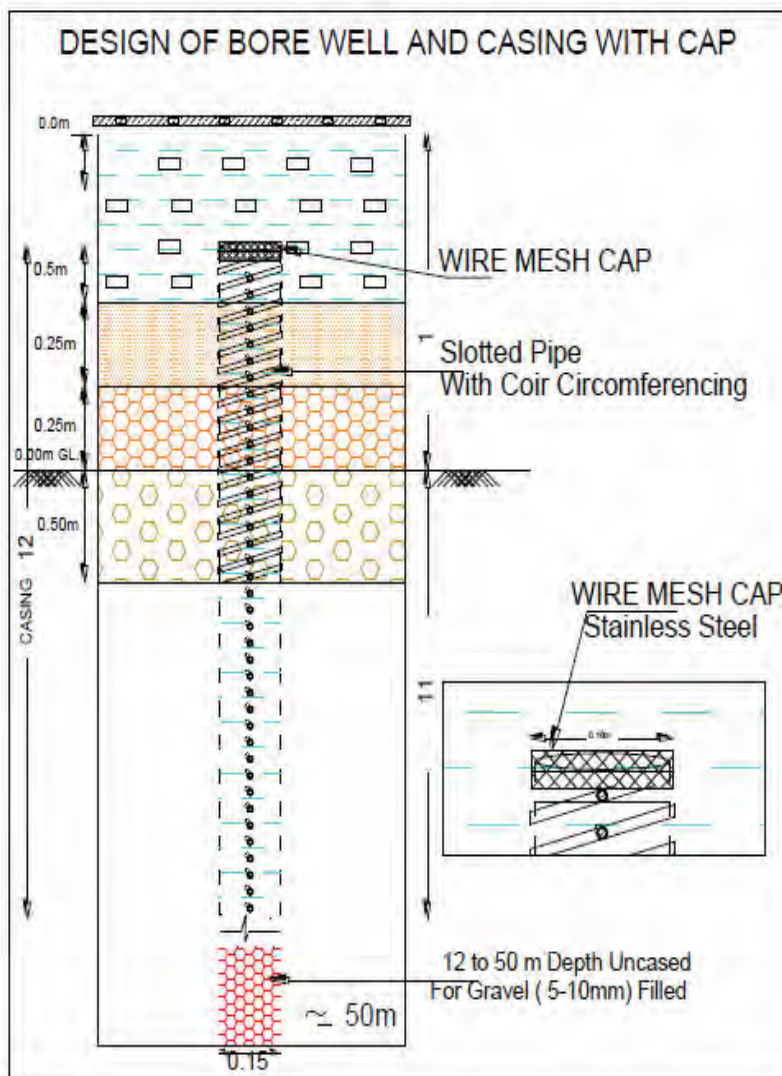 DESIGN OF BORE WELL AND CASING WITH CAP
0.0m
0.5m
WIRE MESH CAP
0.25m
1
Slotted Pipe
With Coir Circomferencing
0.25m
0.00m GL.
0.50m
CASING 12
WIRE MESH CAP
Stainless Steel
11
12 to 50 m Depth Uncased
For Gravel ( 5-10mm) Filled
~ 50m
0.15